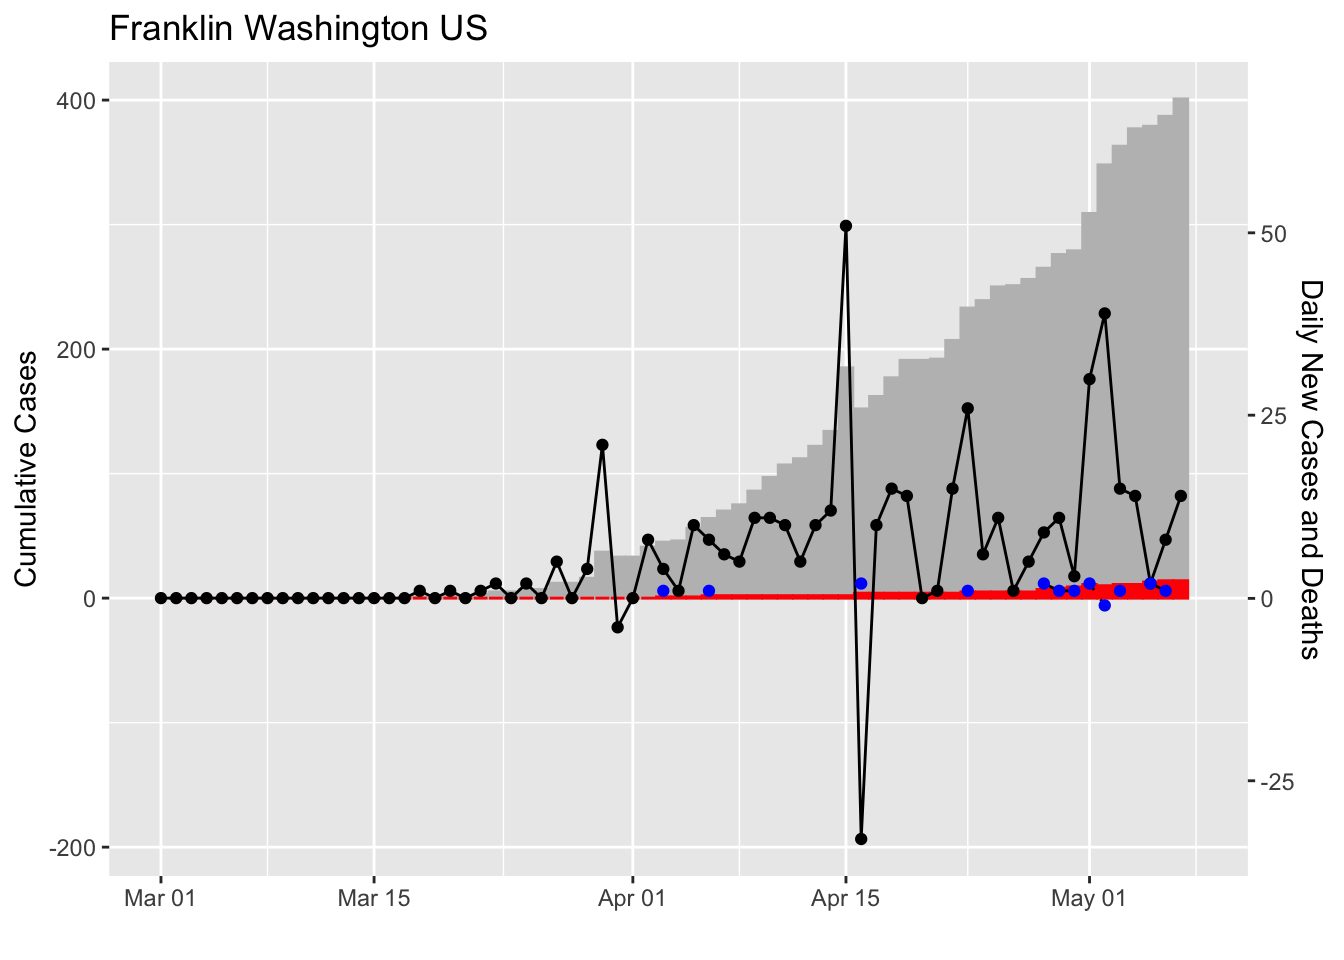 Franklin Washington US
400
200
0
-200
Cumulative Cases
50
25
0
-25
Daily New Cases and Deaths
Mar 01
Mar 15
Apr 01
Apr 15
May 01